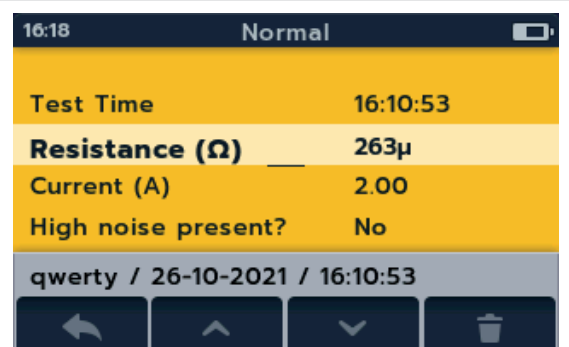 16:18 Normal
Test Time 16:10:53
Resistance (Ω) __ 263µ
Current (A) 2.00
High noise present? No
qwerty / 26-10-2021 / 16:10:53